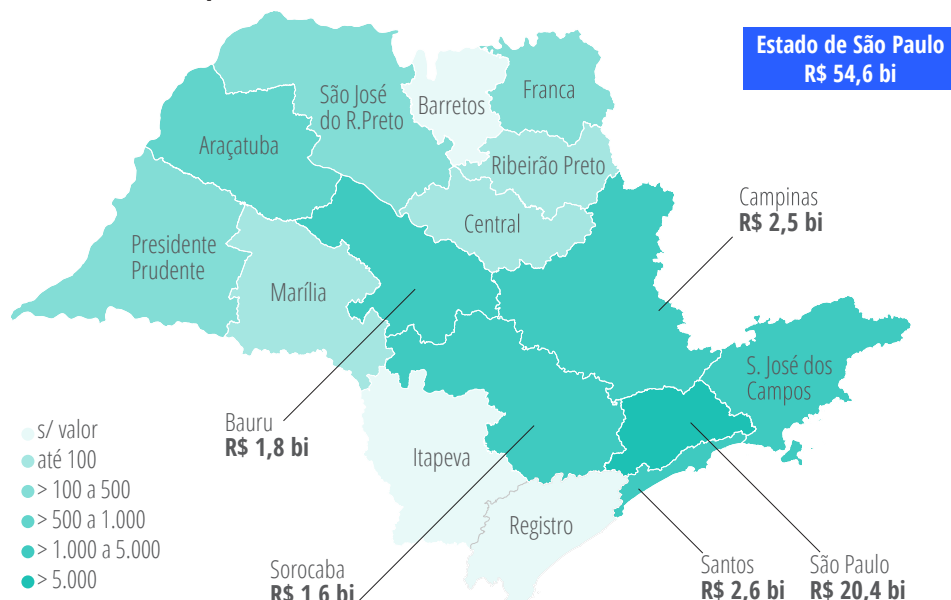 Estado de São Paulo
R$ 54,6 bi
São José
do R.Preto
Barretos
Franca
Araçatuba
Ribeirão Preto
Campinas
R$ 2,5 bi
Central
Presidente
Prudente
Marília
S. José dos
Campos
Bauru
R$ 1,8 bi
Itapeva
Registro
s/ valor
até 100
> 100 a 500
> 500 a 1.000
> 1.000 a 5.000
> 5.000
Sorocaba
R$ 1,6 bi
Santos
R$ 2,6 bi
São Paulo
R$ 20,4 bi